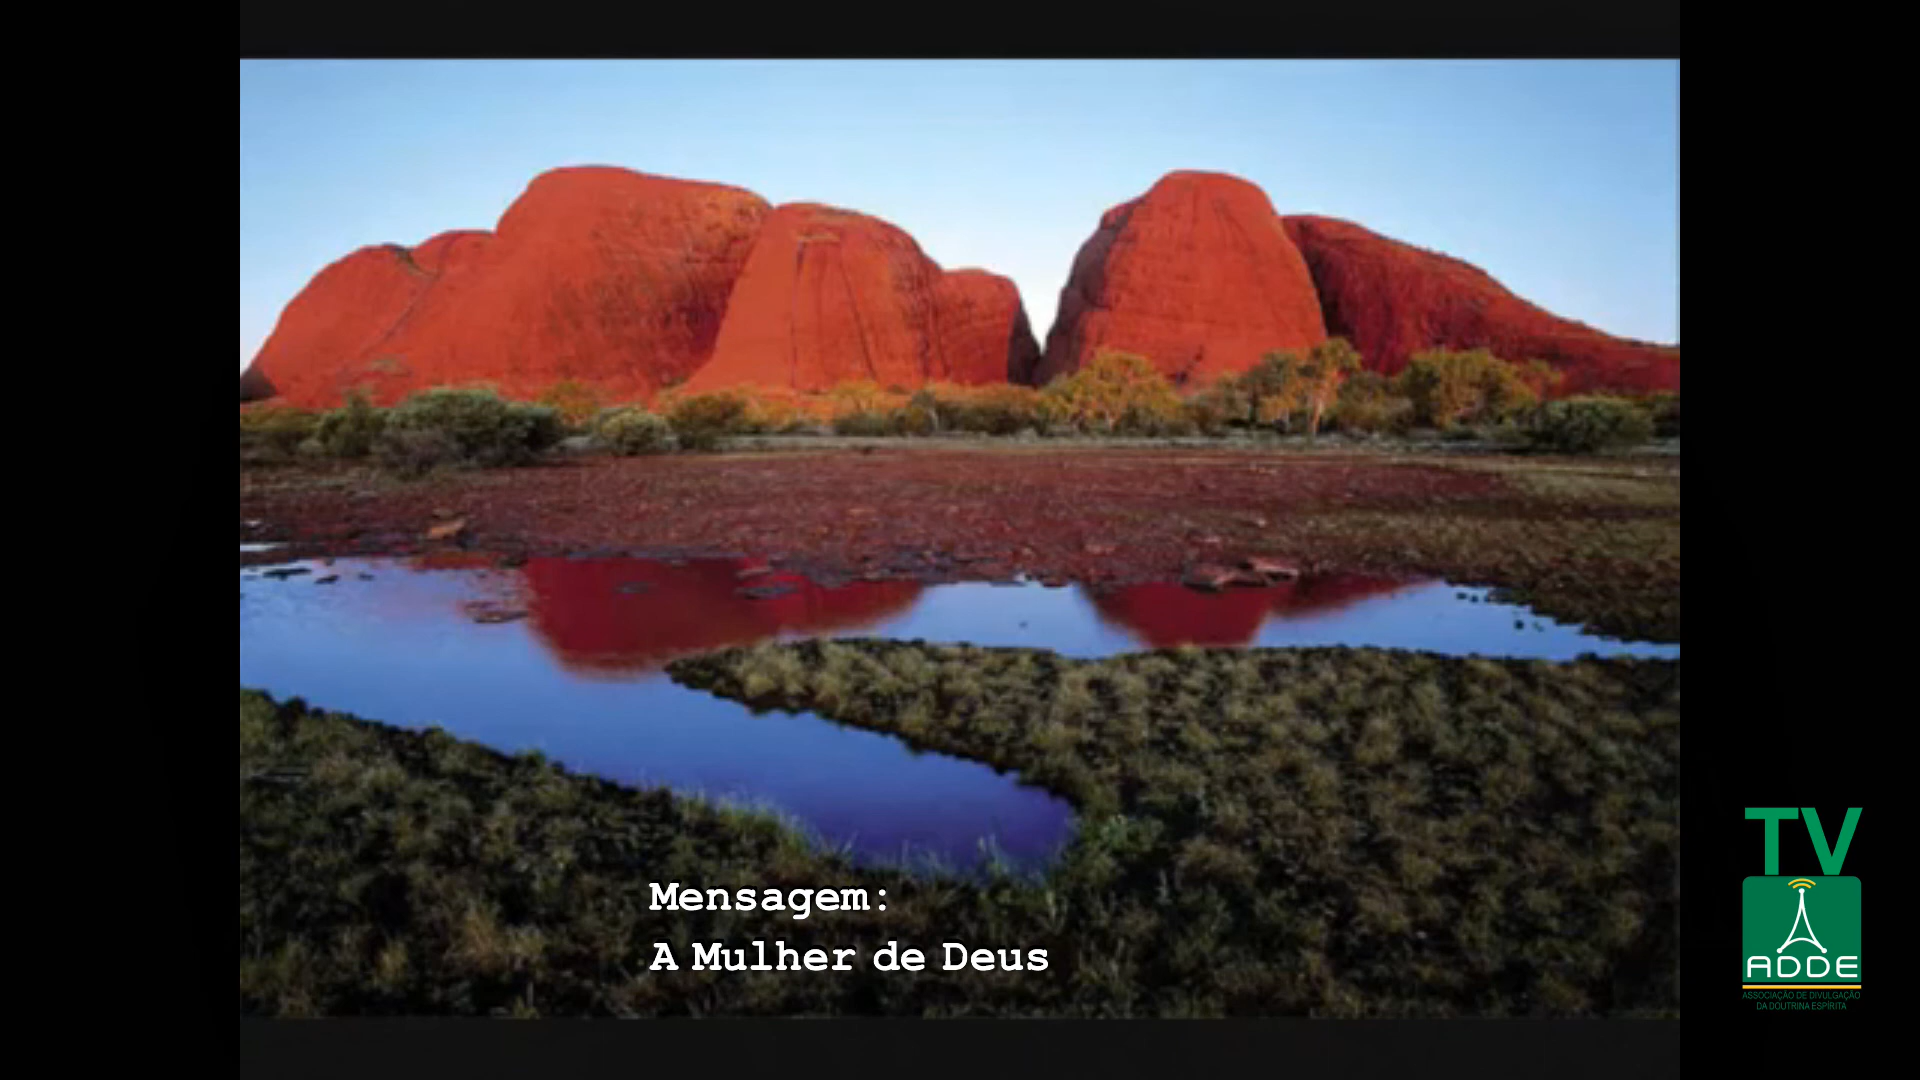 Mensagem:
A Mulher de Deus
TV
ADDE
ASSOCIAÇÃO DE DIVULGAÇÃO
DA DOUTRINA ESPÍRITA